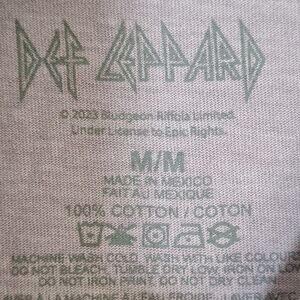 DEF LEPPARD
© 2023 Bludgeon Riffola Limited.
Under License to Epic Rights.
M/M
MADE IN MEXICO
FAIT AU MEXIQUE
100% COTTON / COTON
MACHINE WASH COLD. WASH WITH LIKE COLOURS
DO NOT BLEACH. TUMBLE DRY LOW. IRON ON LOW
DO NOT IRON PRINT. DO NOT DRY CLEAN